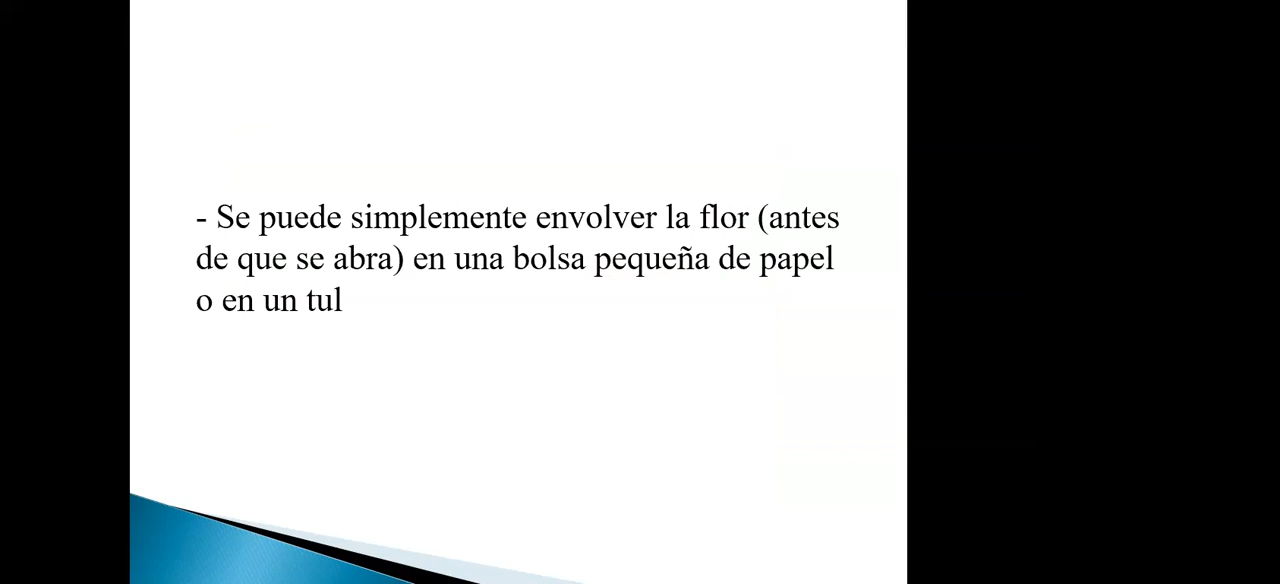 - Se puede simplemente envolver la flor (antes
de que se abra) en una bolsa pequeña de papel
o en un tul